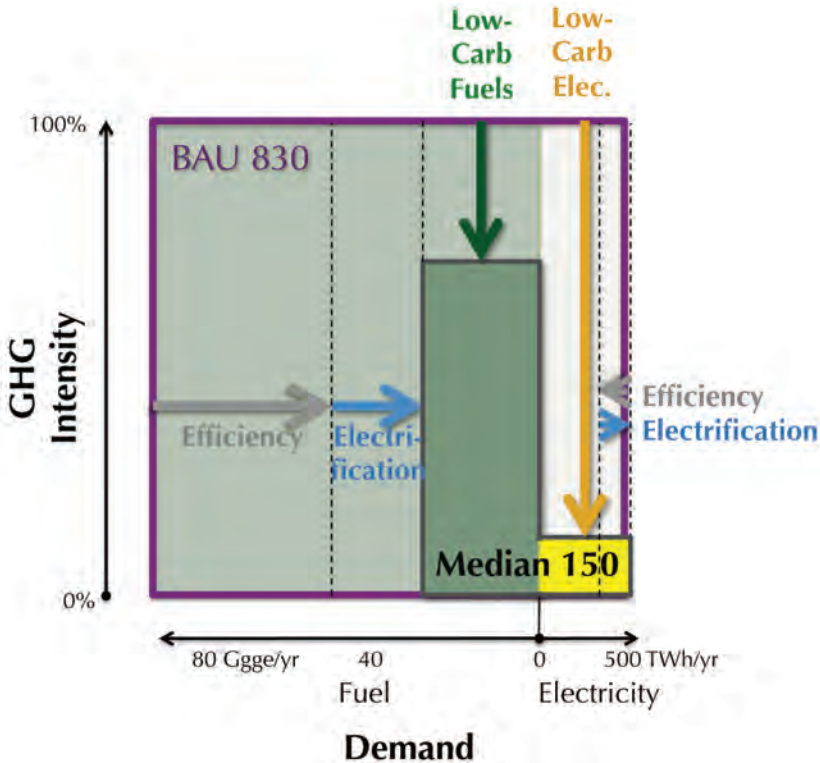 Low-
Carb
Fuels
Low-
Carb
Elec.
100%
BAU 830
GHG
Intensity
Efficiency
Electri-
fication
Efficiency
Electrification
Median 150
0%
80 Ggge/yr 40 0 500 TWh/yr
Fuel Electricity
Demand